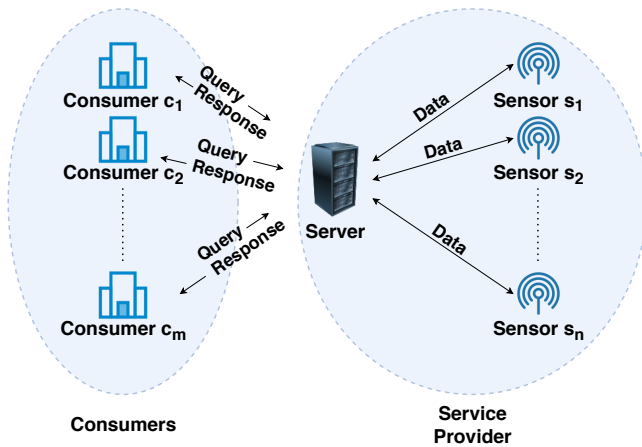 Consumer c1
Query
Response
Consumer c2
Query
Response
Consumer cm
Query
Response
Consumers
Server
Data
Data
Data
Sensor s1
Sensor s2
Sensor sn
Service
Provider